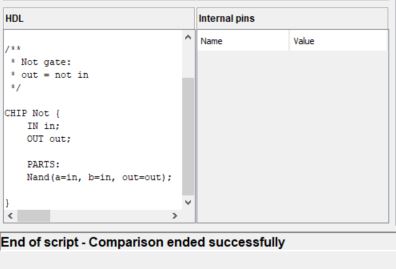 HDL
Internal pins
Name Value
/**
 * Not gate:
 * out = not in
 */
CHIP Not {
    IN in;
    OUT out;
    PARTS:
    Nand(a=in, b=in, out=out);
}
End of script - Comparison ended successfully